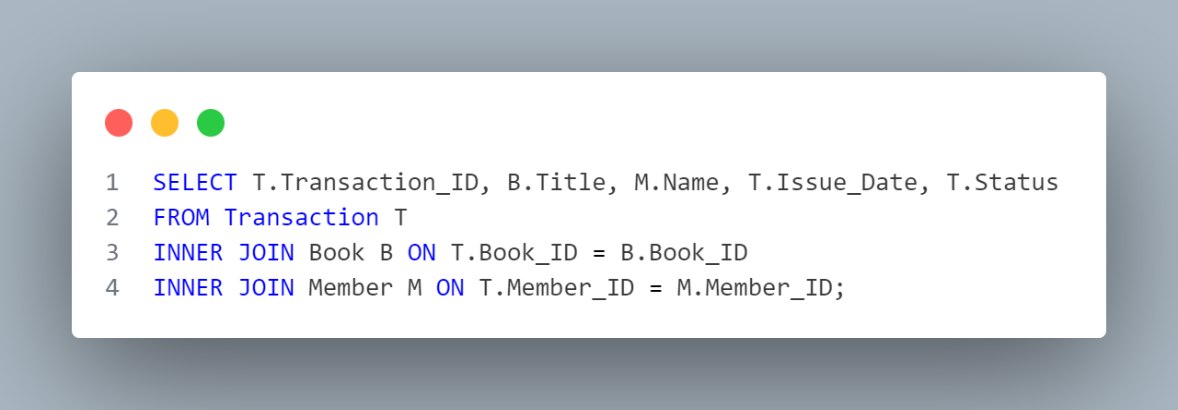 1 SELECT T.Transaction_ID, B.Title, M.Name, T.Issue_Date, T.Status
2 FROM Transaction T
3 INNER JOIN Book B ON T.Book_ID = B.Book_ID
4 INNER JOIN Member M ON T.Member_ID = M.Member_ID;